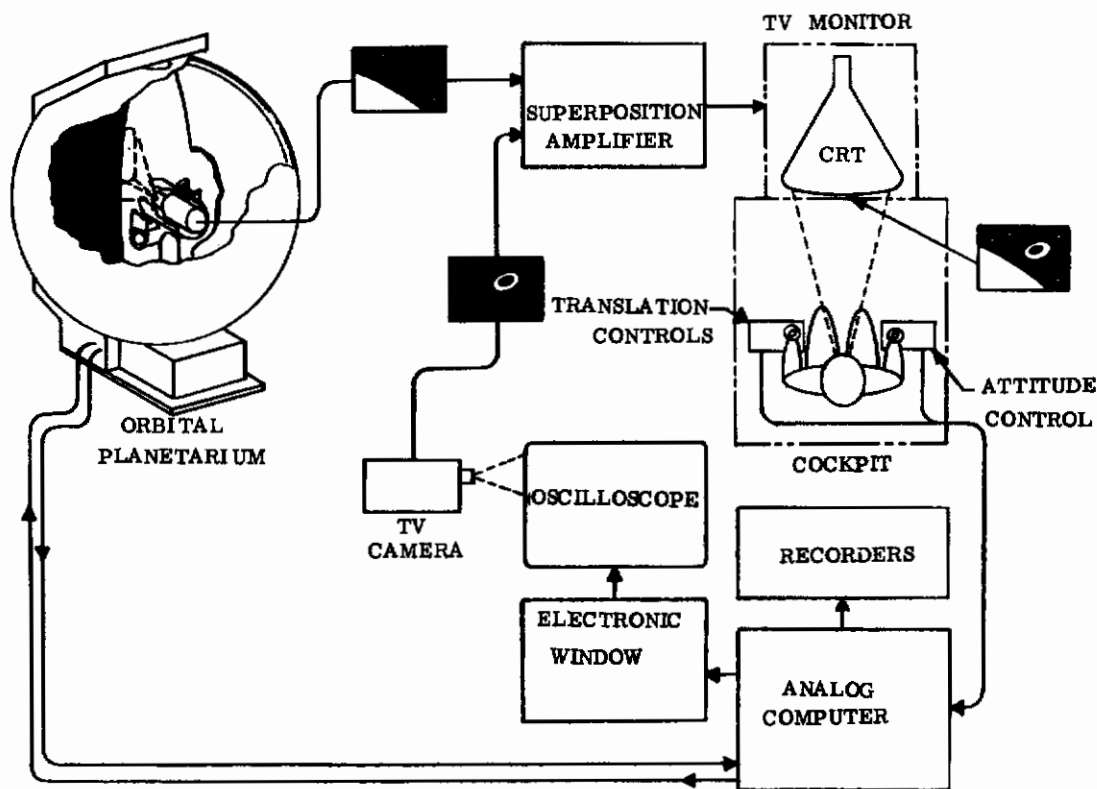 TV MONITOR
SUPERPOSITION
AMPLIFIER
CRT
TRANSLATION
CONTROLS
ATTITUDE
CONTROL
COCKPIT
ORBITAL
PLANETARIUM
TV
CAMERA
OSCILLOSCOPE
RECORDERS
ELECTRONIC
WINDOW
ANALOG
COMPUTER